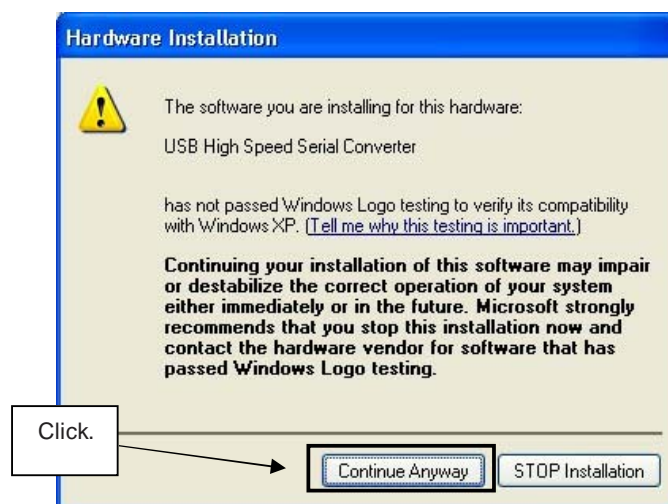 Hardware Installation
The software you are installing for this hardware:
USB High Speed Serial Converter
has not passed Windows Logo testing to verify its compatibility
with Windows XP. (Tell me why this testing is important.)
Continuing your installation of this software may impair
or destabilize the correct operation of your system
either immediately or in the future. Microsoft strongly
recommends that you stop this installation now and
contact the hardware vendor for software that has
passed Windows Logo testing.
Click.
Continue Anyway
STOP Installation